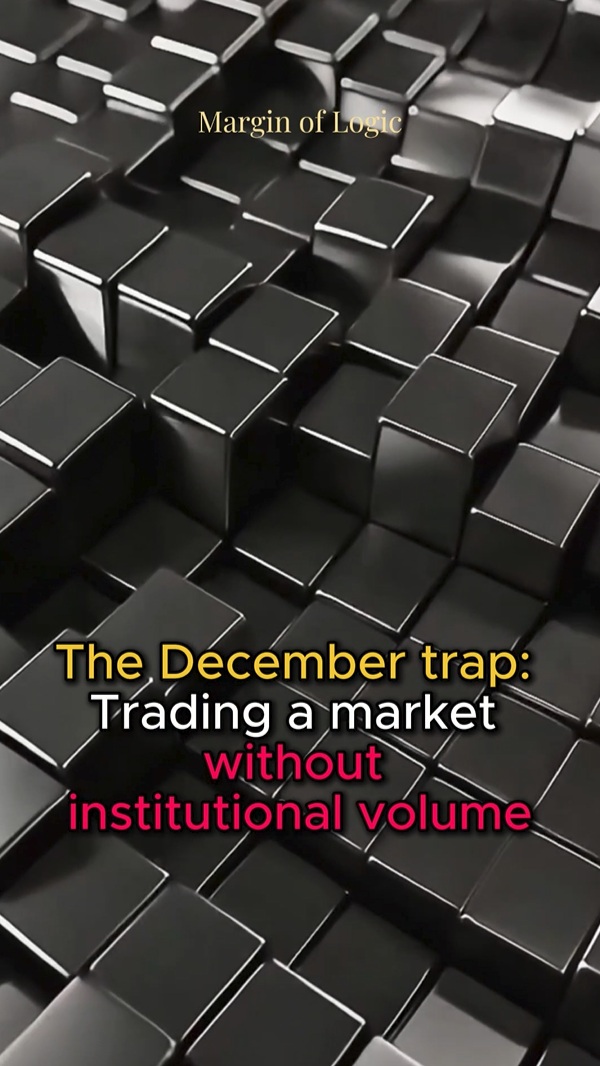 Margin of Logic
The December trap:
Trading a market
without
institutional volume